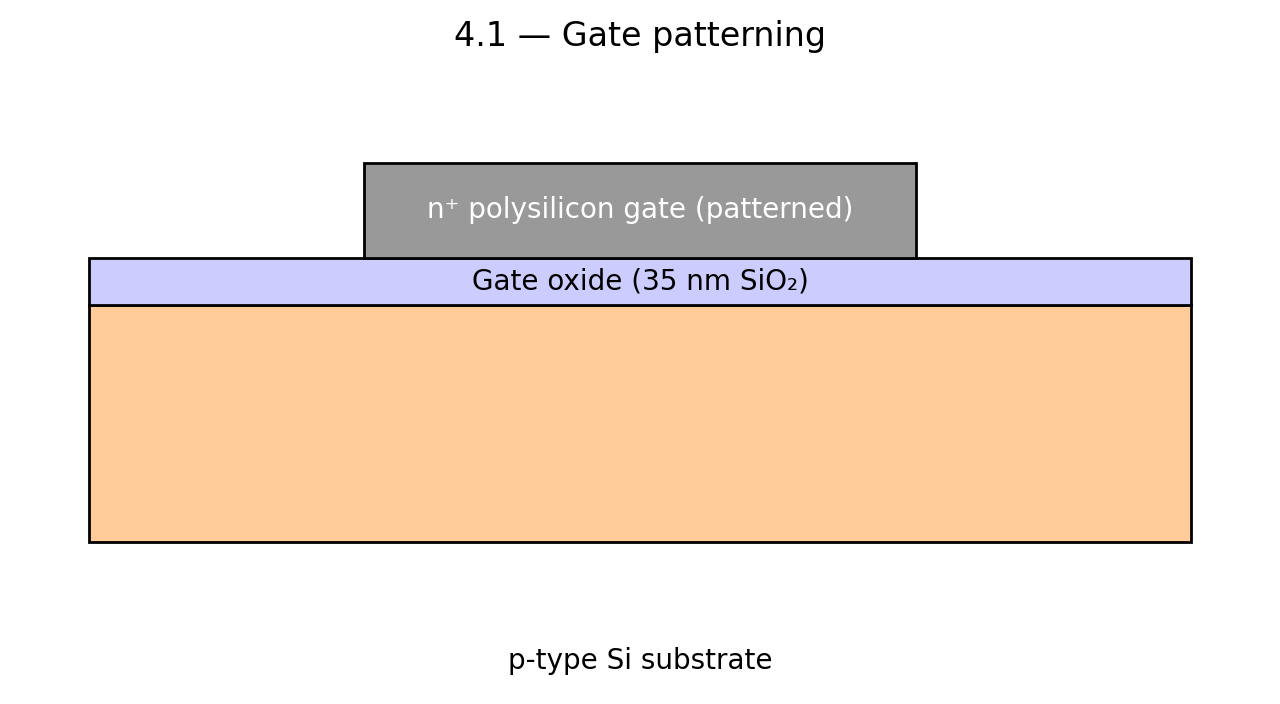 4.1 — Gate patterning
n⁺ polysilicon gate (patterned)
Gate oxide (35 nm SiO₂)
p-type Si substrate